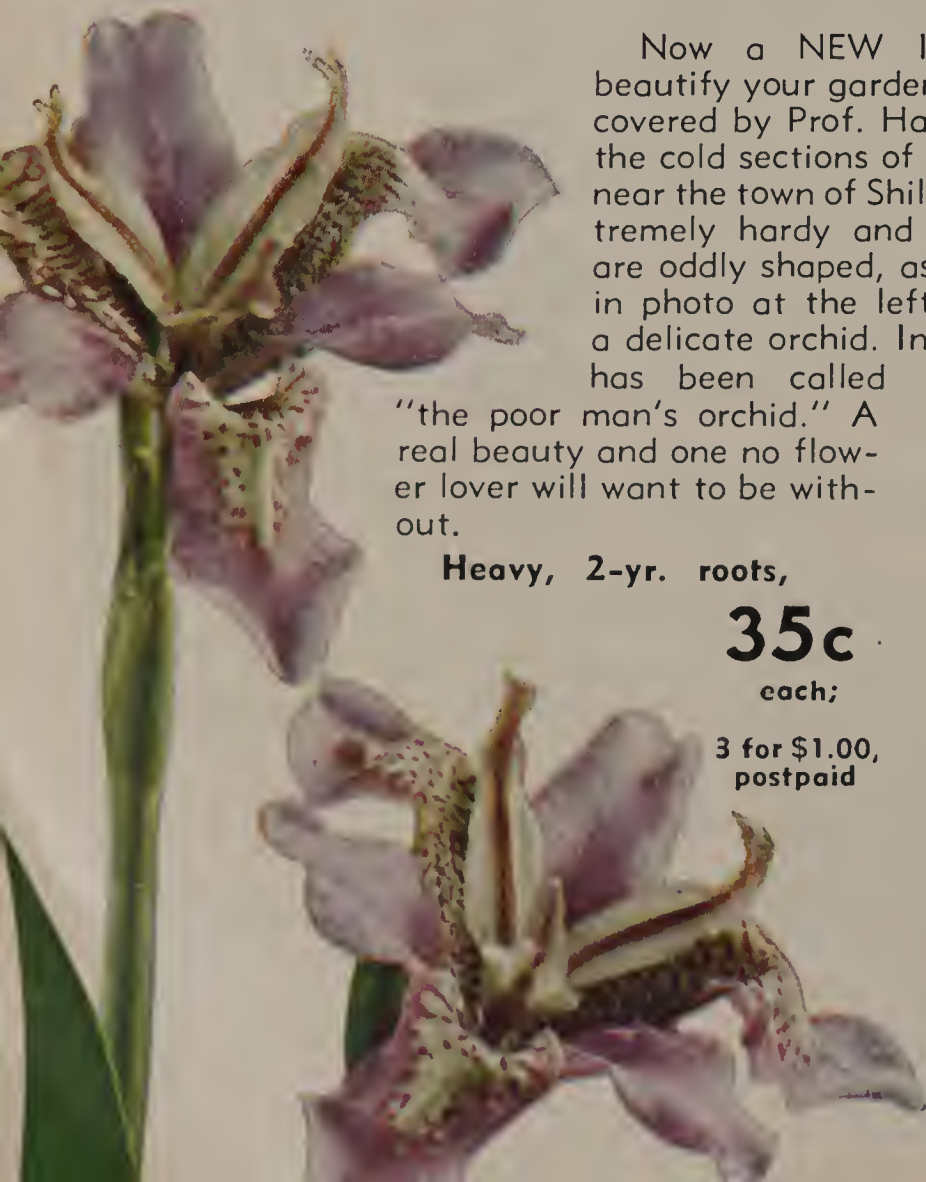 Now a NEW
beautify your garden
covered by Prof.
the cold sections of
near the town of
tremely hardy and
are oddly shaped,
in photo at the left
a delicate orchid. In
has been called
"the poor man's orchid." A
real beauty and one no flow-
er lover will want to be with-
out.
Heavy, 2-yr. roots,
35c
each;
3 for $1.00,
postpaid